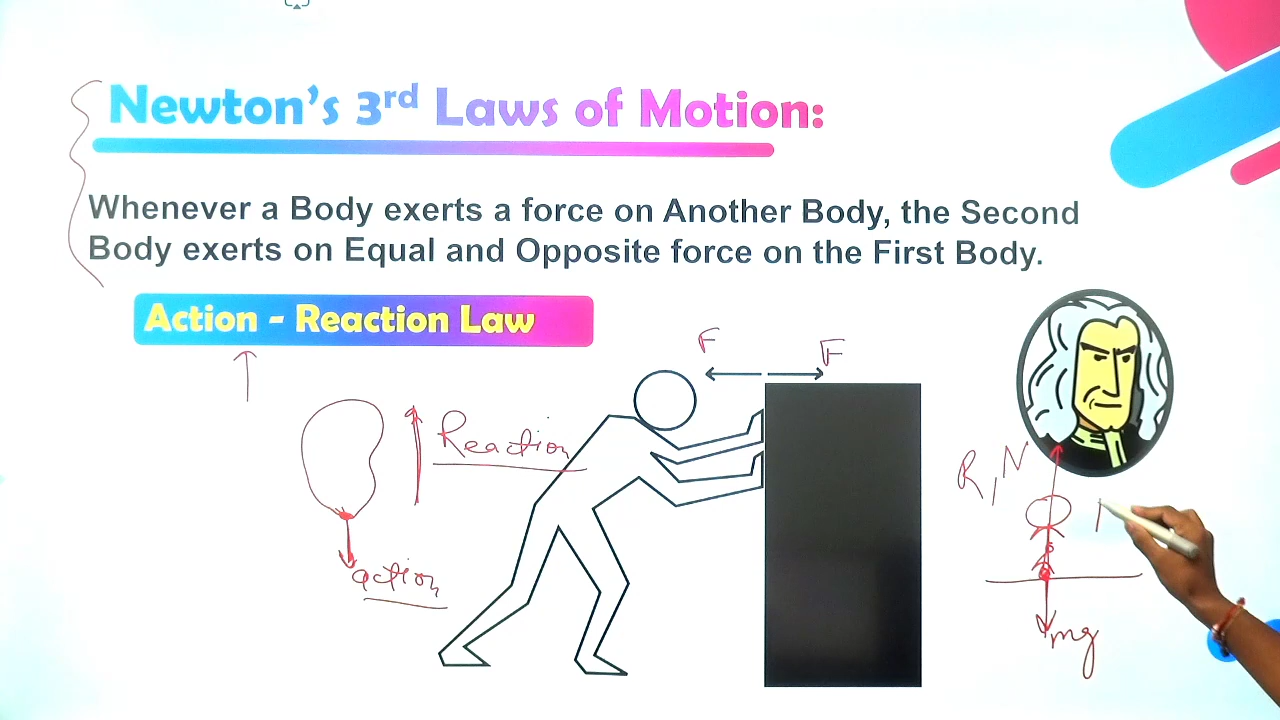 Newton's 3rd Laws of Motion:
Whenever a Body exerts a force on Another Body, the Second
Body exerts on Equal and Opposite force on the First Body.
Action - Reaction Law
F
F
Reaction
R, N
action
mg